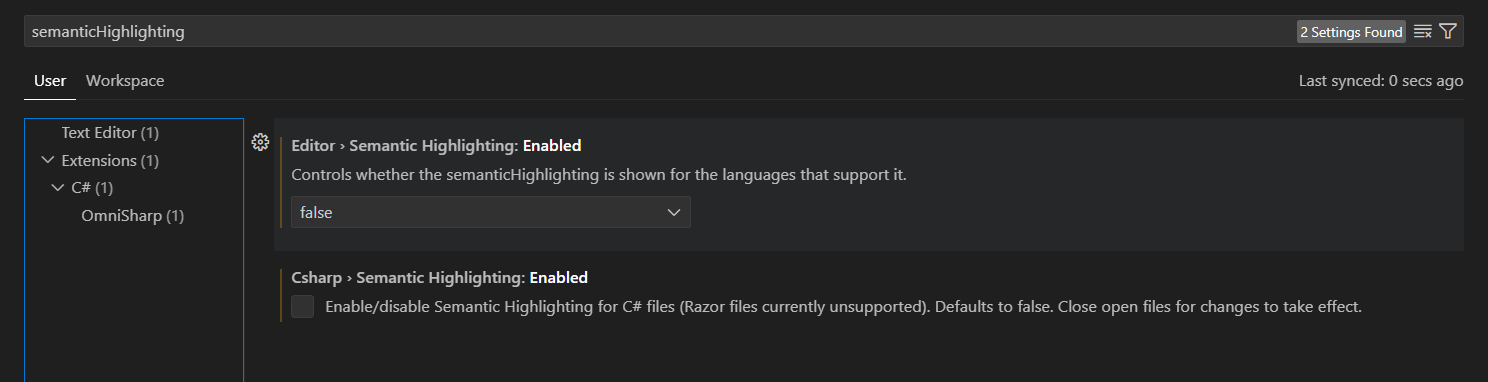 semanticHighlighting
2 Settings Found
User Workspace
Last synced: 0 secs ago
Text Editor (1)
Extensions (1)
C# (1)
OmniSharp (1)
Editor › Semantic Highlighting: Enabled
Controls whether the semanticHighlighting is shown for the languages that support it.
false
Csharp › Semantic Highlighting: Enabled
Enable/disable Semantic Highlighting for C# files (Razor files currently unsupported). Defaults to false. Close open files for changes to take effect.